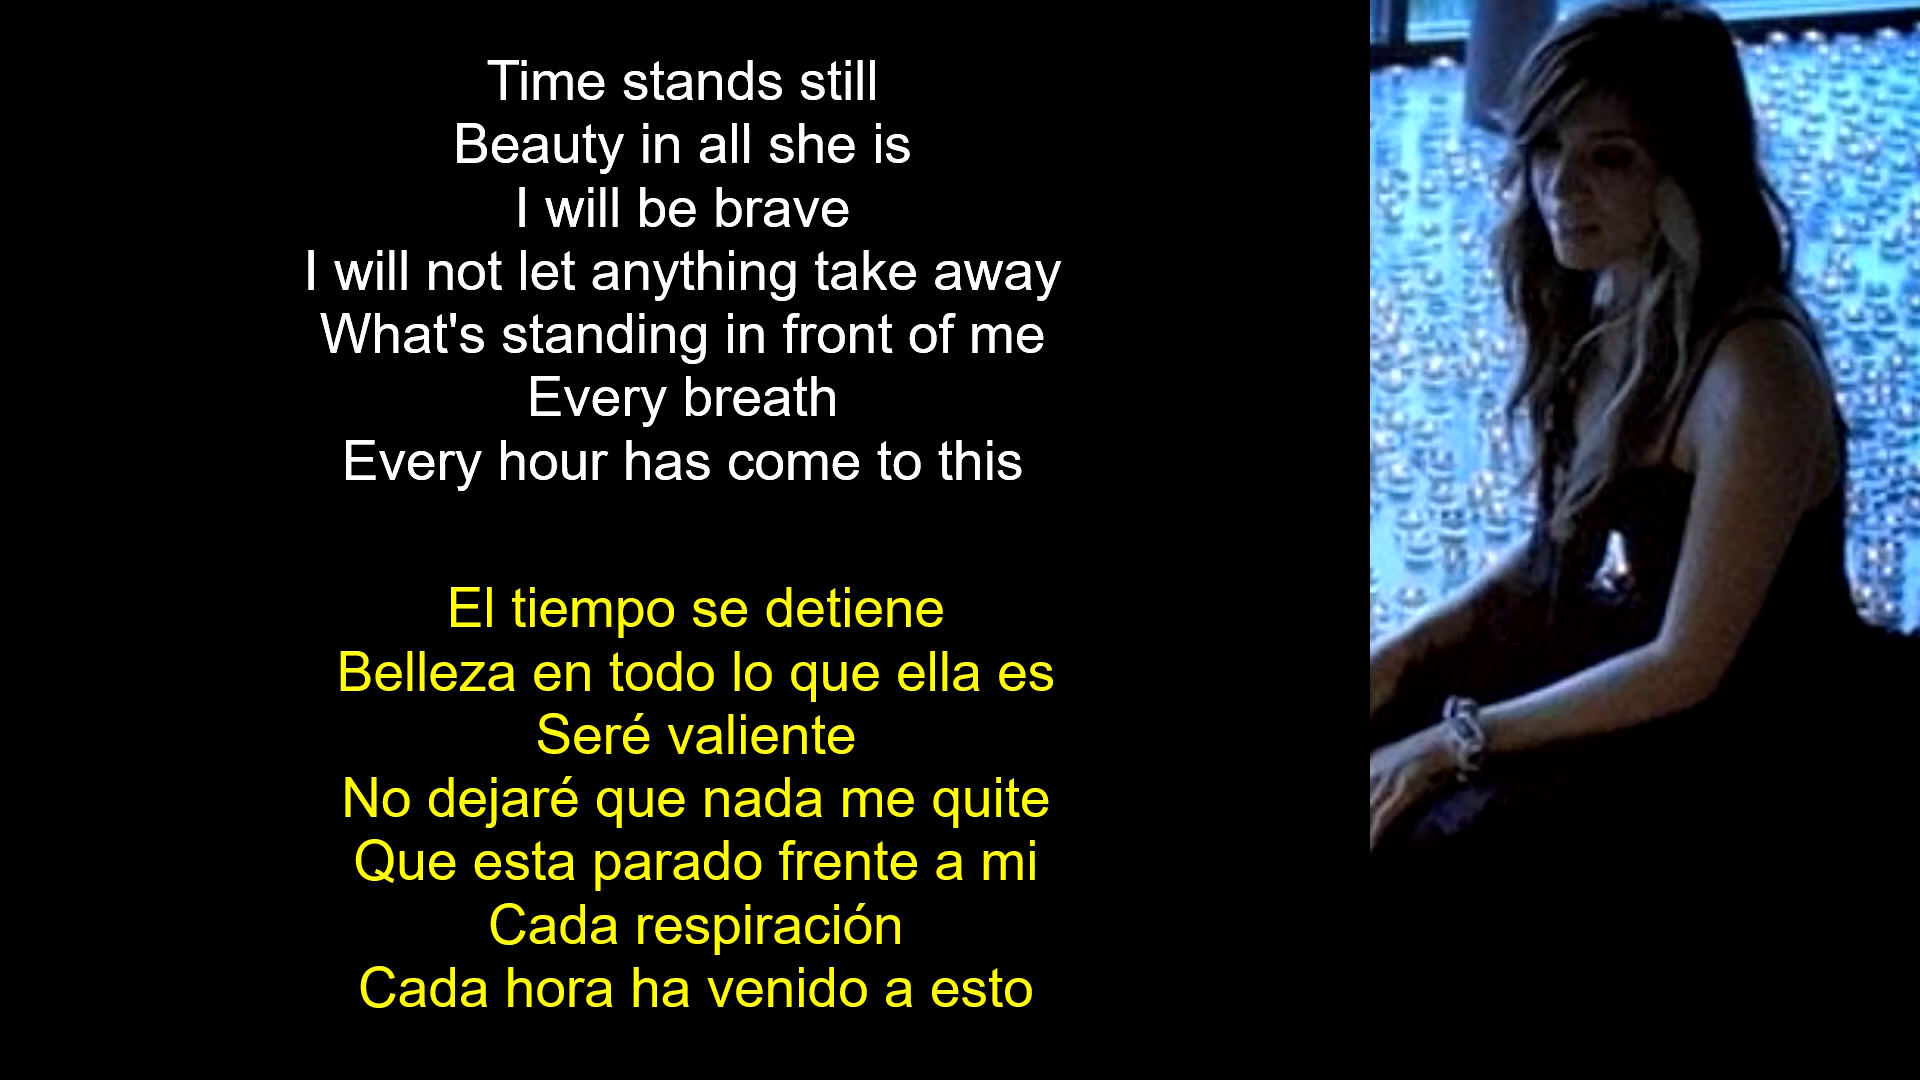 Time stands still
Beauty in all she is
I will be brave
I will not let anything take away
What's standing in front of me
Every breath
Every hour has come to this
El tiempo se detiene
Belleza en todo lo que ella es
Seré valiente
No dejaré que nada me quite
Que esta parado frente a mi
Cada respiración
Cada hora ha venido a esto